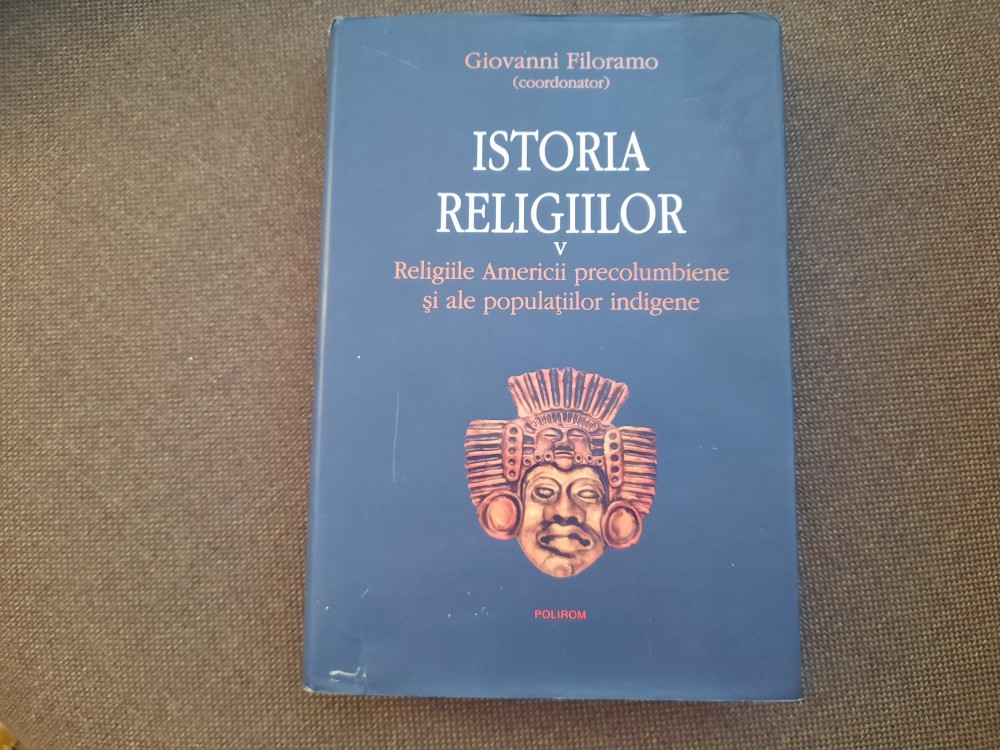 Giovanni Filoramo
(coordonator)
ISTORIA
RELIGIILOR
V
Religiile Americii precolumbiene
şi ale populaţiilor indigene
POLIROM